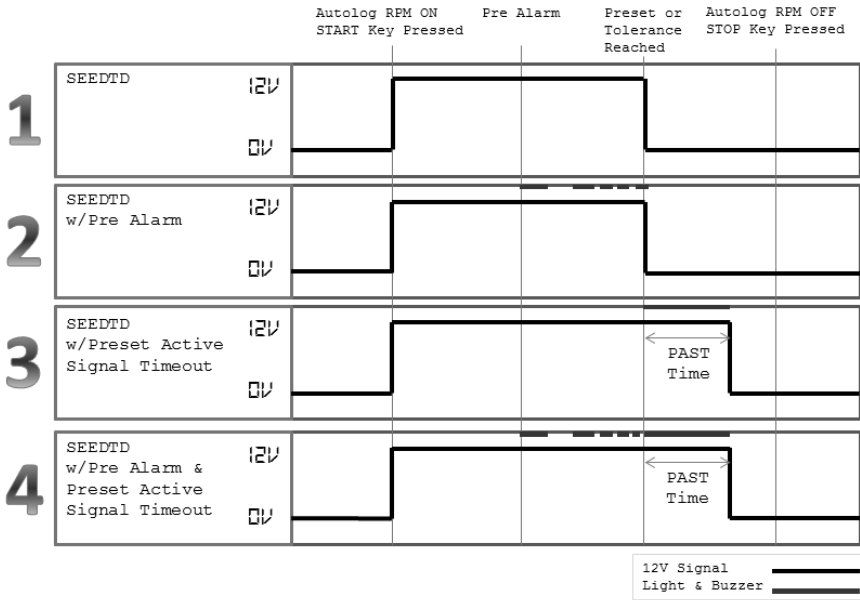 Autolog RPM ON
START Key Pressed
Pre Alarm
Preset or
Tolerance
Reached
Autolog RPM OFF
STOP Key Pressed
1
SEEDTD
12V
0V
2
SEEDTD
w/Pre Alarm
12V
0V
3
SEEDTD
w/Preset Active
Signal Timeout
12V
0V
PAST
Time
4
SEEDTD
w/Pre Alarm &
Preset Active
Signal Timeout
12V
0V
PAST
Time
12V Signal
Light & Buzzer